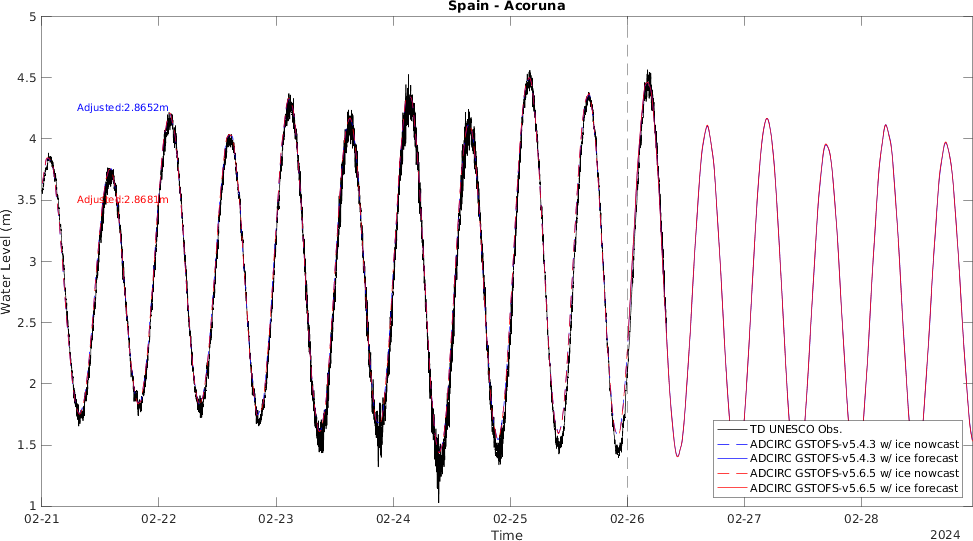 Spain - Acoruna
5
4.5
4
3.5
3
2.5
2
1.5
1
Water Level (m)
Adjusted:2.8652m
Adjusted:2.8681m
TD UNESCO Obs.
ADCIRC GSTOFS-v5.4.3 w/ ice nowcast
ADCIRC GSTOFS-v5.4.3 w/ ice forecast
ADCIRC GSTOFS-v5.6.5 w/ ice nowcast
ADCIRC GSTOFS-v5.6.5 w/ ice forecast
02-21 02-22 02-23 02-24 02-25 02-26 02-27 02-28
Time
2024